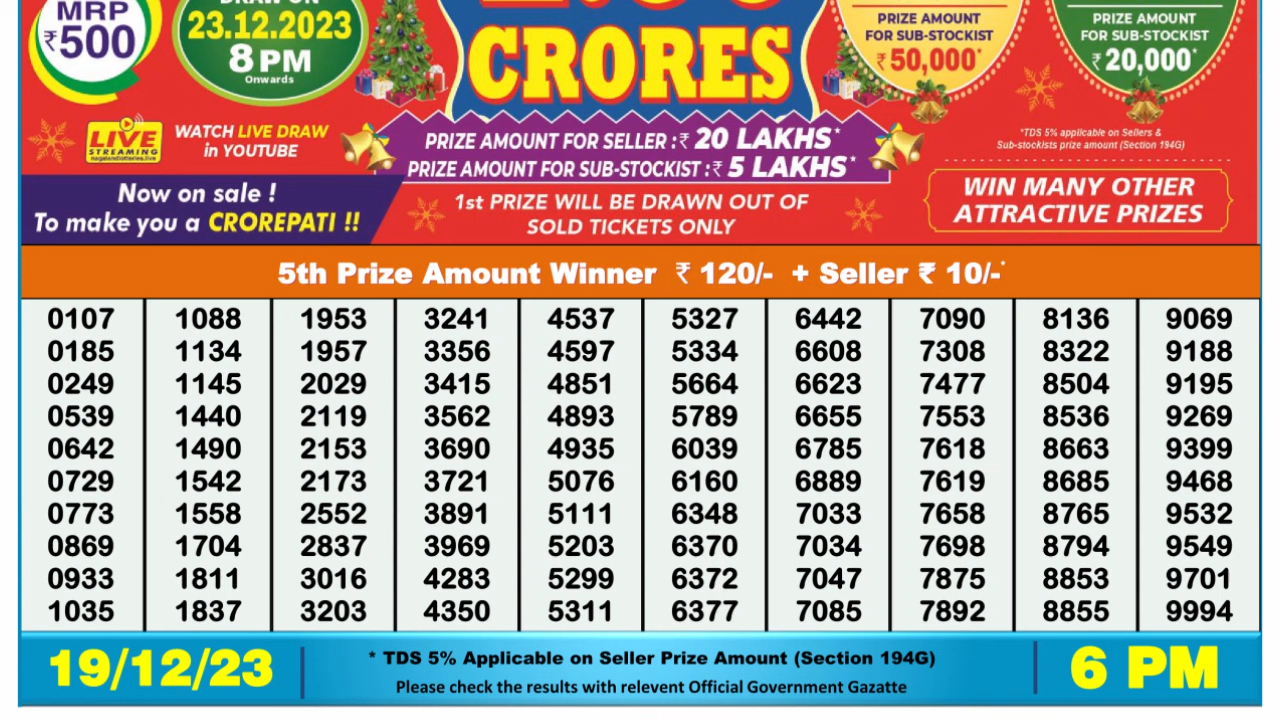 MRP
₹500
DRAW ON
23.12.2023
8 PM
Onwards
CRORES
PRIZE AMOUNT
FOR SUB-STOCKIST
₹ 50,000*
PRIZE AMOUNT
FOR SUB-STOCKIST
₹ 20,000*
LIVE
STREAMING
nagalandlotteries.live
WATCH LIVE DRAW
in YOUTUBE
PRIZE AMOUNT FOR SELLER :₹ 20 LAKHS*
PRIZE AMOUNT FOR SUB-STOCKIST :₹ 5 LAKHS*
*TDS 5% applicable on Sellers &
Sub-stockists prize amount (Section 194G)
Now on sale !
To make you a CROREPATI !!
1st PRIZE WILL BE DRAWN OUT OF
SOLD TICKETS ONLY
WIN MANY OTHER
ATTRACTIVE PRIZES
5th Prize Amount Winner ₹ 120/- + Seller ₹ 10/-*
0107 1088 1953 3241 4537 5327 6442 7090 8136 9069
0185 1134 1957 3356 4597 5334 6608 7308 8322 9188
0249 1145 2029 3415 4851 5664 6623 7477 8504 9195
0539 1440 2119 3562 4893 5789 6655 7553 8536 9269
0642 1490 2153 3690 4935 6039 6785 7618 8663 9399
0729 1542 2173 3721 5076 6160 6889 7619 8685 9468
0773 1558 2552 3891 5111 6348 7033 7658 8765 9532
0869 1704 2837 3969 5203 6370 7034 7698 8794 9549
0933 1811 3016 4283 5299 6372 7047 7875 8853 9701
1035 1837 3203 4350 5311 6377 7085 7892 8855 9994
19/12/23
* TDS 5% Applicable on Seller Prize Amount (Section 194G)
Please check the results with relevent Official Government Gazatte
6 PM